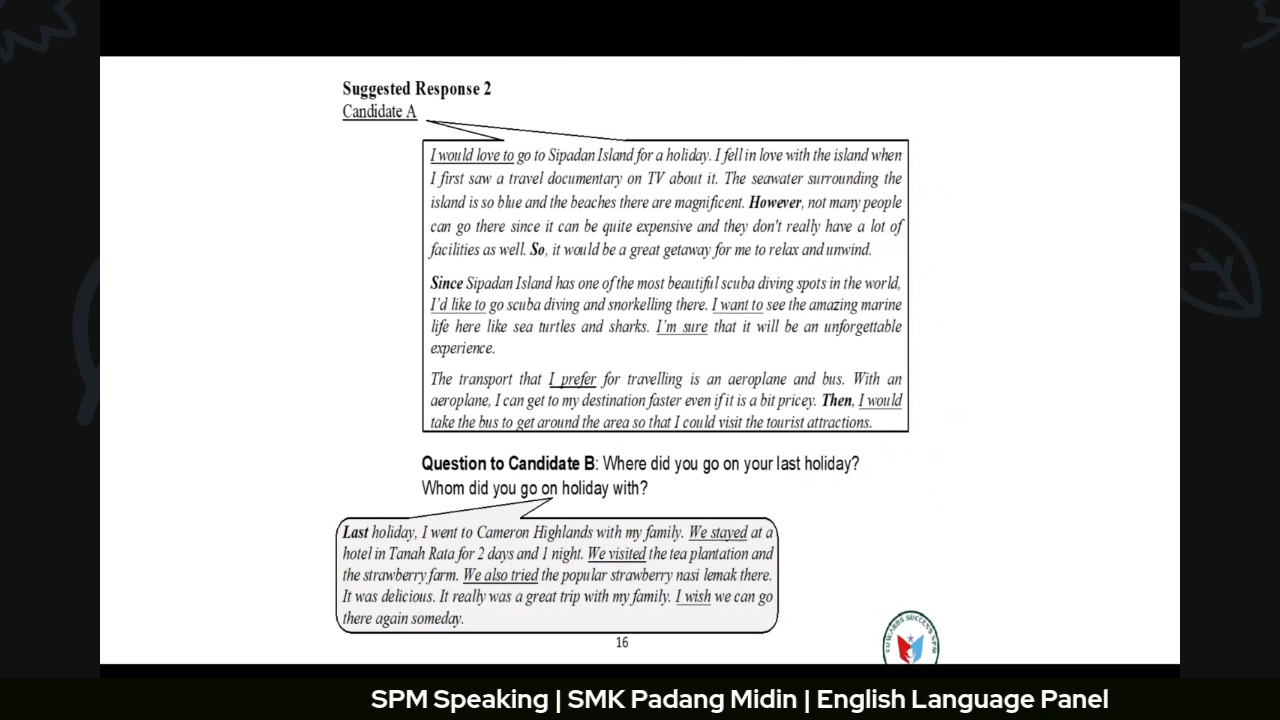 Suggested Response 2
Candidate A
I would love to go to Sipadan Island for a holiday. I fell in love with the island when
I first saw a travel documentary on TV about it. The seawater surrounding the
island is so blue and the beaches there are magnificent. However, not many people
can go there since it can be quite expensive and they don't really have a lot of
facilities as well. So, it would be a great getaway for me to relax and unwind.
Since Sipadan Island has one of the most beautiful scuba diving spots in the world,
I'd like to go scuba diving and snorkelling there. I want to see the amazing marine
life here like sea turtles and sharks. I'm sure that it will be an unforgettable
experience.
The transport that I prefer for travelling is an aeroplane and bus. With an
aeroplane, I can get to my destination faster even if it is a bit pricey. Then, I would
take the bus to get around the area so that I could visit the tourist attractions.
Question to Candidate B: Where did you go on your last holiday?
Whom did you go on holiday with?
Last holiday, I went to Cameron Highlands with my family. We stayed at a
hotel in Tanah Rata for 2 days and 1 night. We visited the tea plantation and
the strawberry farm. We also tried the popular strawberry nasi lemak there.
It was delicious. It really was a great trip with my family. I wish we can go
there again someday.
16
TOWARDS SUCCESS SPM
SPM Speaking | SMK Padang Midin | English Language Panel